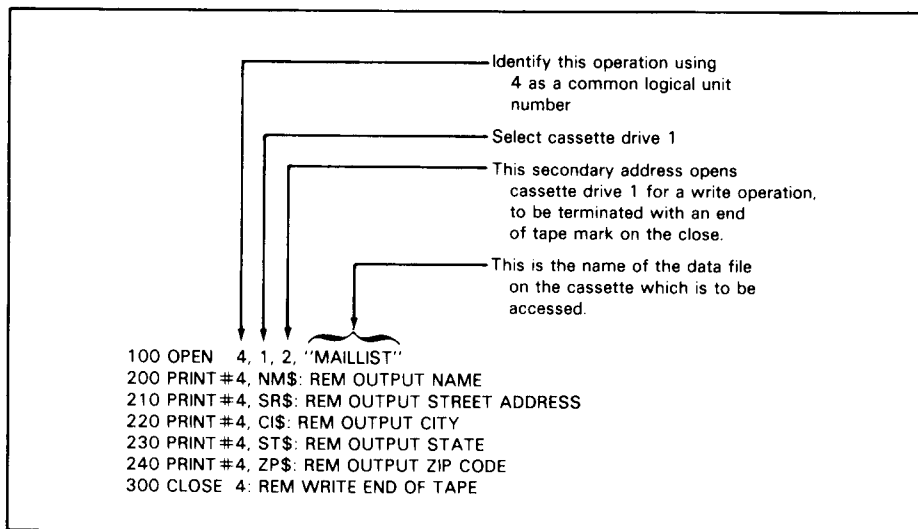 Identify this operation using
4 as a common logical unit
number
Select cassette drive 1
This secondary address opens
cassette drive 1 for a write operation,
to be terminated with an end
of tape mark on the close.
This is the name of the data file
on the cassette which is to be
accessed.
100 OPEN 4, 1, 2, "MAILLIST"
200 PRINT#4, NM$: REM OUTPUT NAME
210 PRINT#4, SR$: REM OUTPUT STREET ADDRESS
220 PRINT#4, CI$: REM OUTPUT CITY
230 PRINT#4, ST$: REM OUTPUT STATE
240 PRINT#4, ZP$: REM OUTPUT ZIP CODE
300 CLOSE 4: REM WRITE END OF TAPE